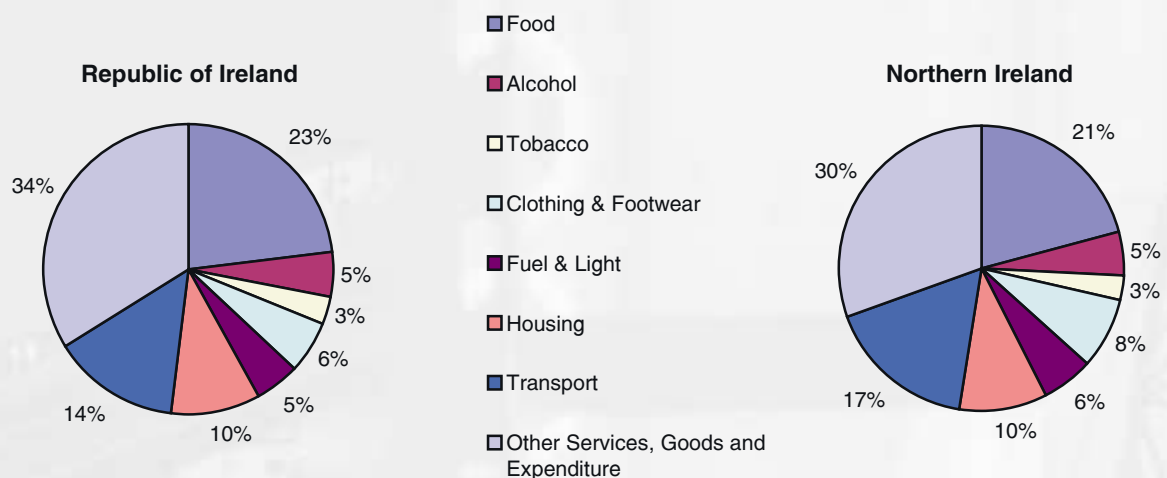 Republic of Ireland
23%
5%
3%
6%
5%
10%
14%
34%
Food
Alcohol
Tobacco
Clothing & Footwear
Fuel & Light
Housing
Transport
Other Services, Goods and
Expenditure
Northern Ireland
21%
5%
3%
8%
6%
10%
17%
30%